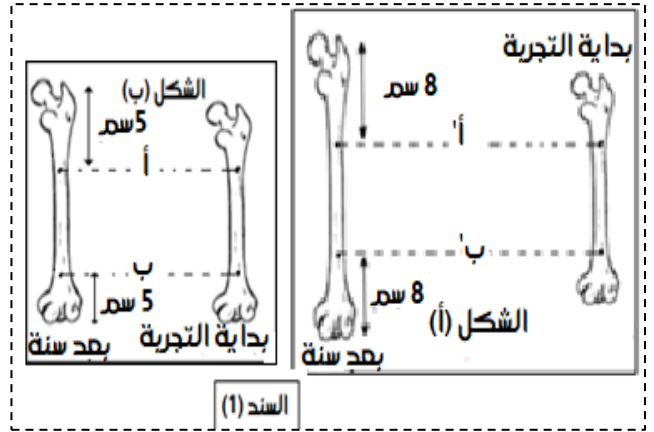 بداية التجربة
8 سم
أ'
ب'
8 سم
الشكل (أ)
بعد سنة
الشكل (ب)
5 سم
أ
ب
5 سم
بداية التجربة
بعد سنة
السند (1)